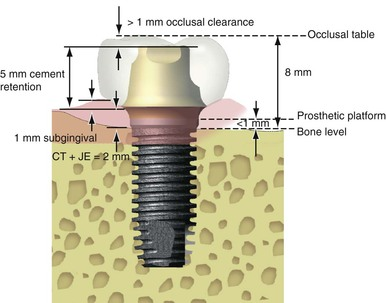 > 1 mm occlusal clearance
Occlusal table
5 mm cement
retention
8 mm
Prosthetic platform
<1 mm
Bone level
1 mm subgingival
CT + JE = 2 mm